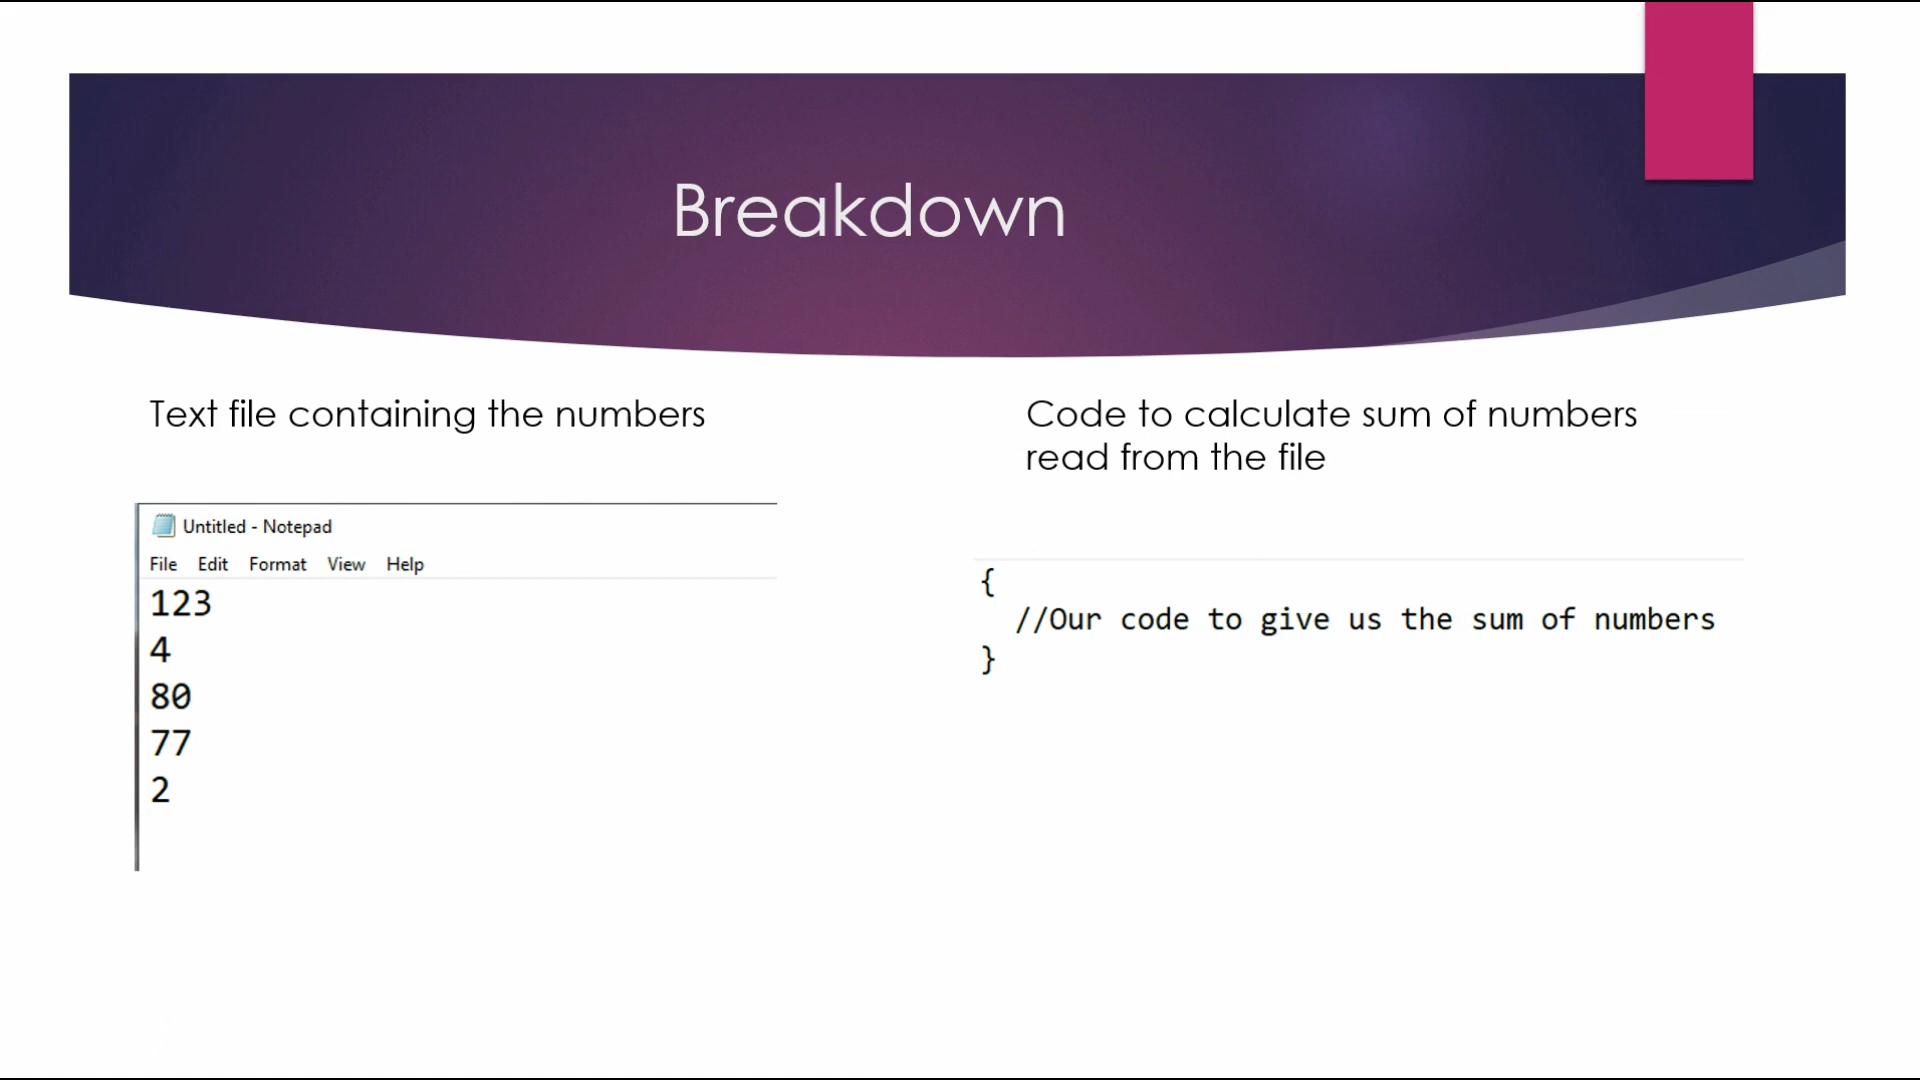 Breakdown
Text file containing the numbers
Untitled - Notepad
File Edit Format View Help
123
4
80
77
2
Code to calculate sum of numbers
read from the file
{
//Our code to give us the sum of numbers
}